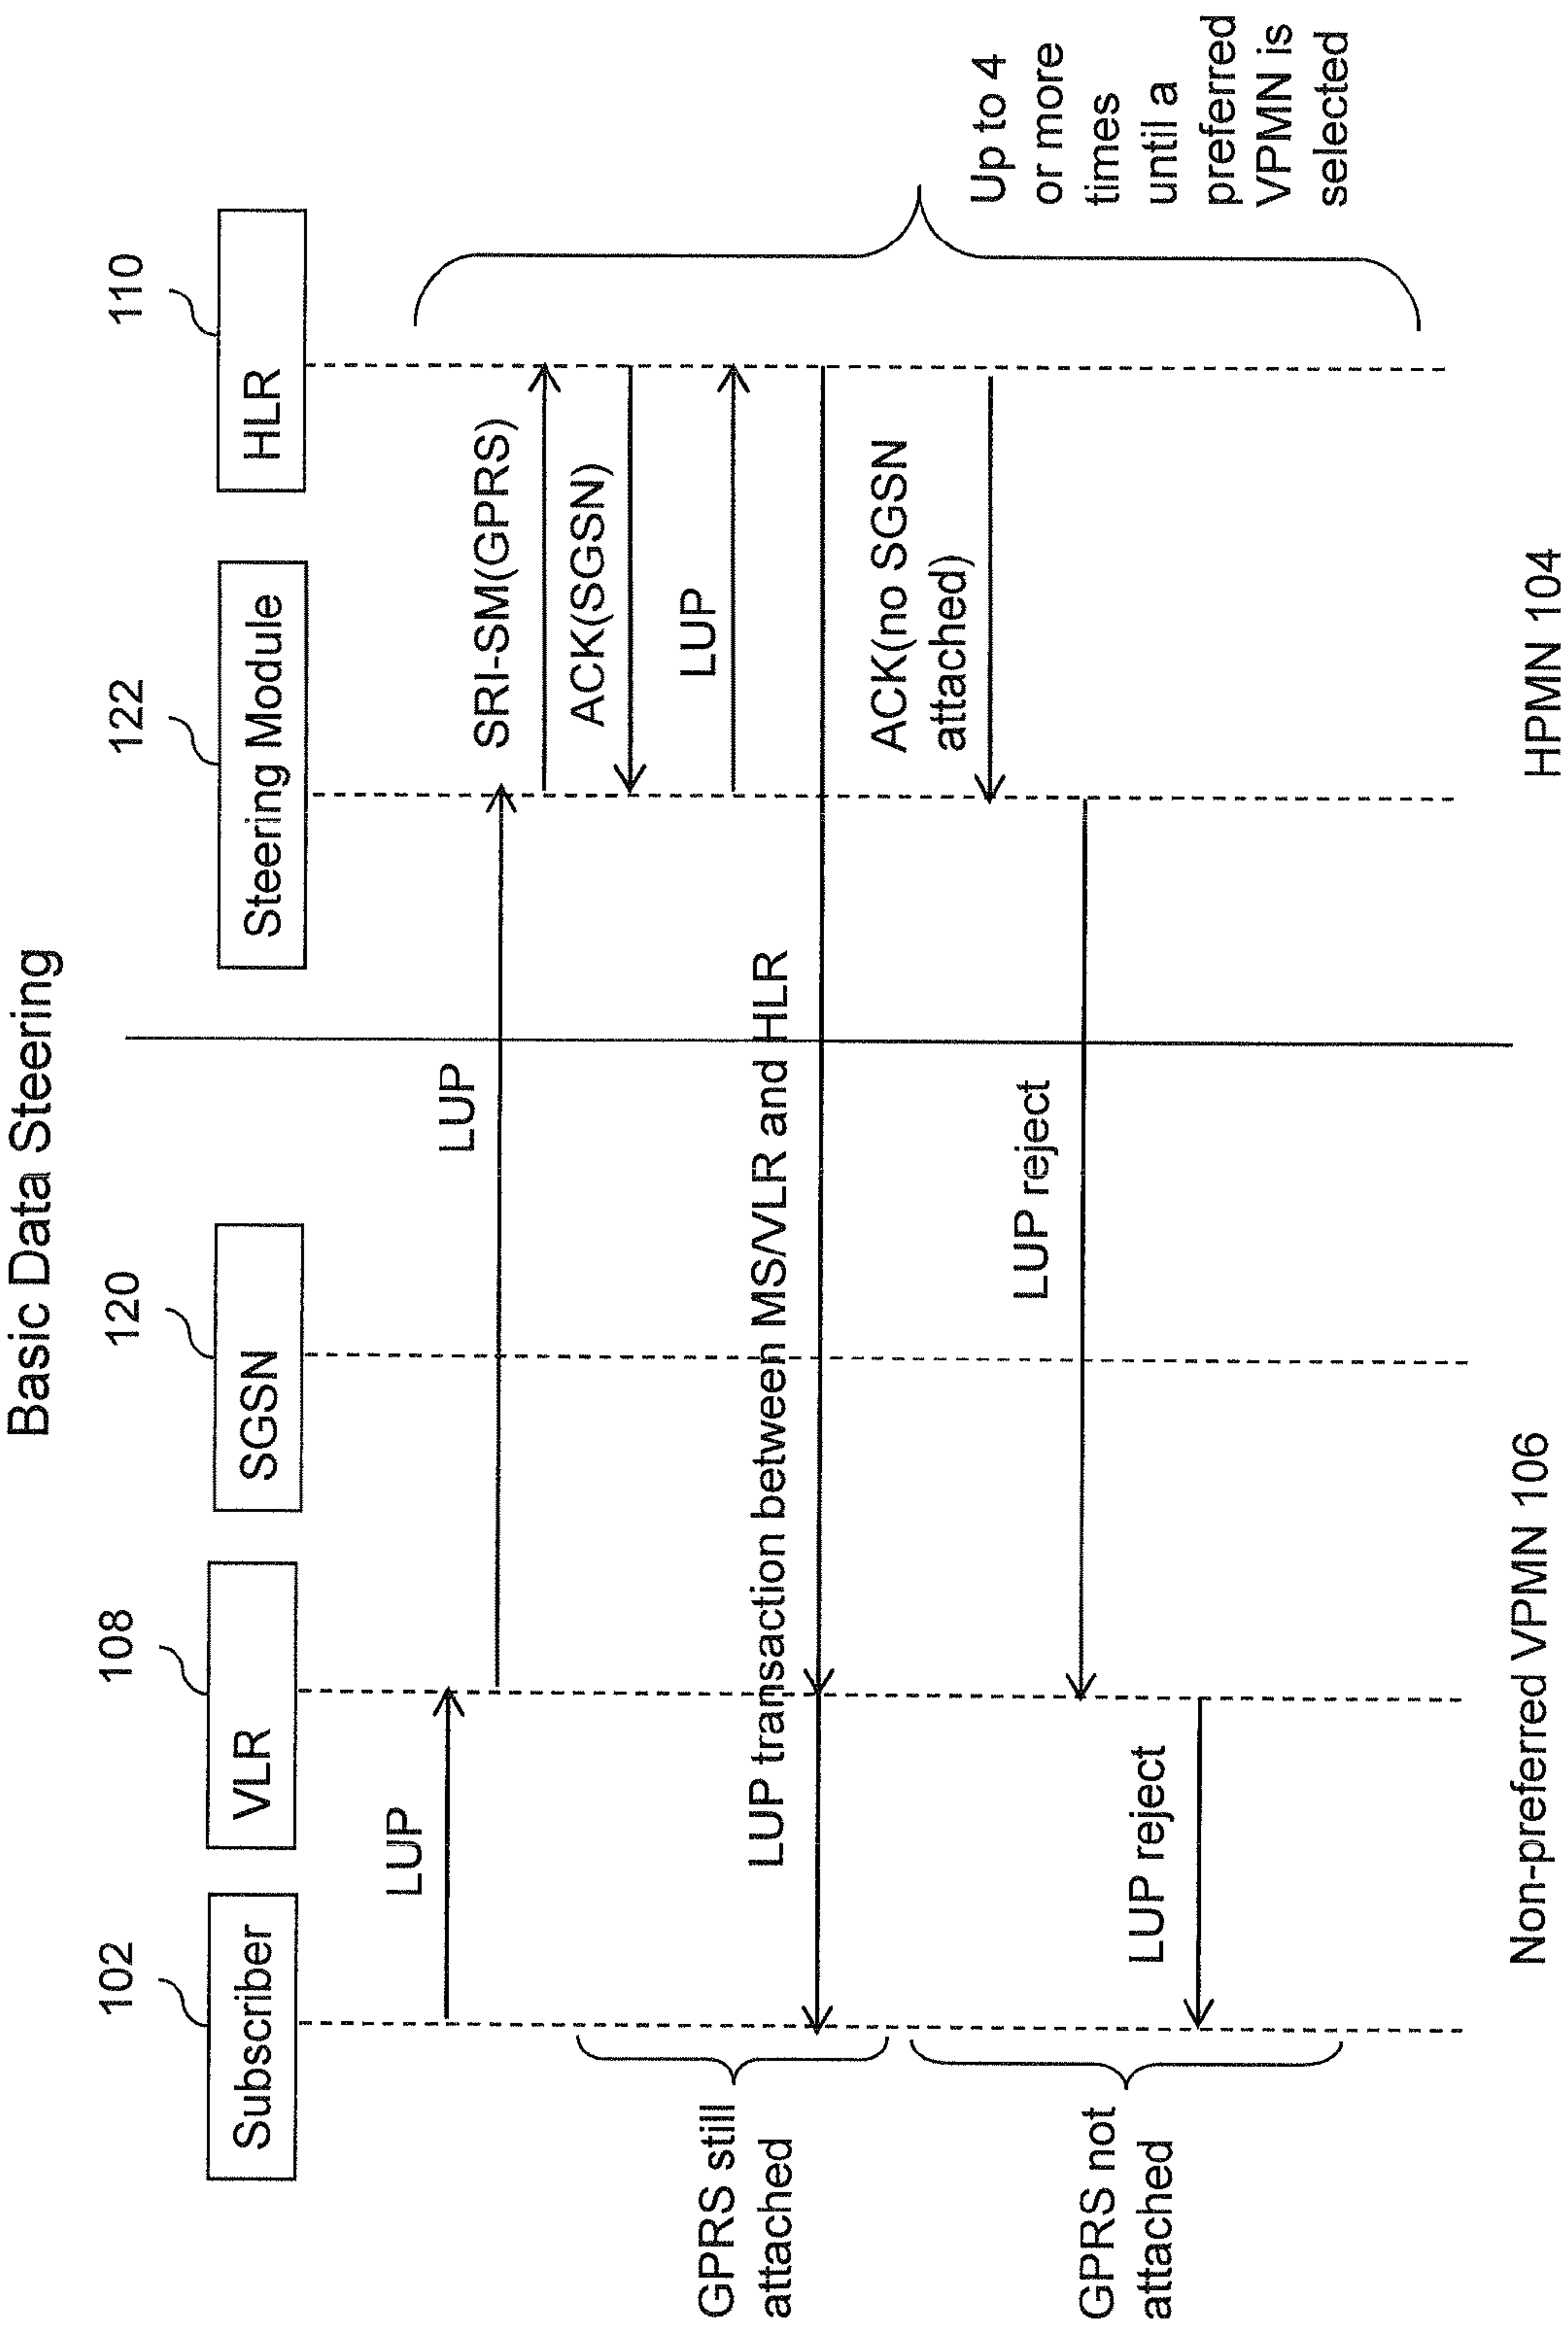 Basic Data Steering
102
108
120
122
110
Subscriber
VLR
SGSN
Steering Module
HLR
LUP
LUP
SRI-SM(GPRS)
ACK(SGSN)
LUP
GPRS still
attached
LUP transaction between MS/VLR and HLR
ACK(no SGSN
attached)
LUP reject
GPRS not
attached
LUP reject
Up to 4
or more
times
until a
preferred
VPMN is
selected
Non-preferred VPMN 106
HPMN 104